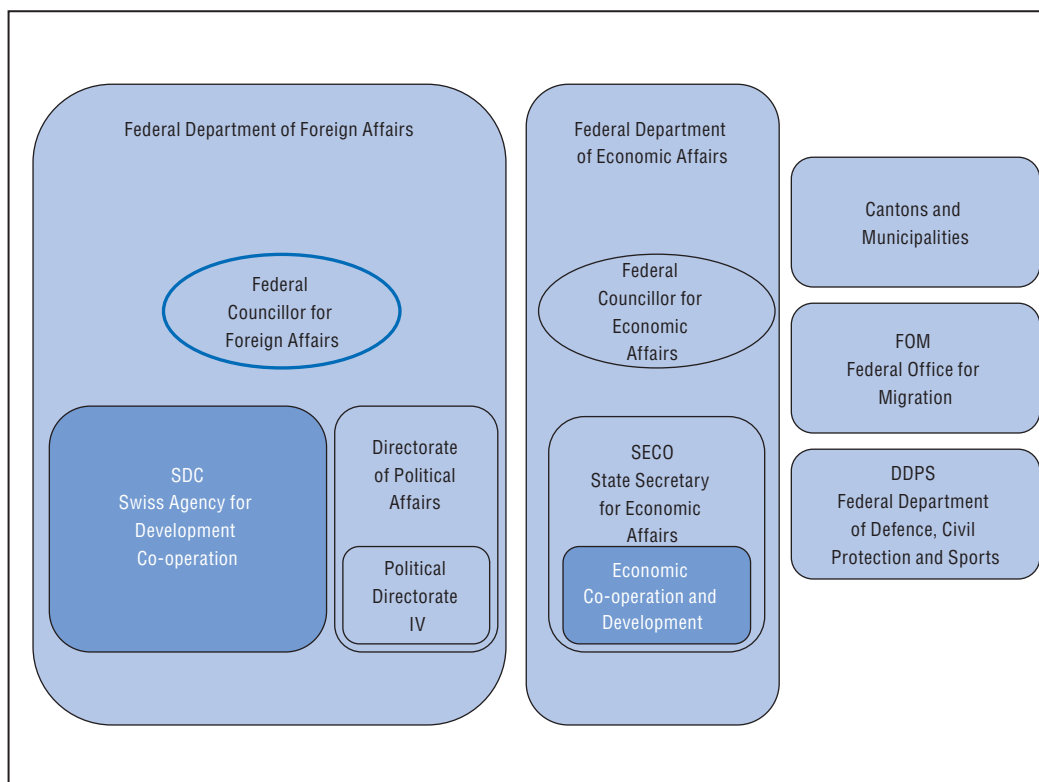 Federal Department of Foreign Affairs
Federal
Councillor for
Foreign Affairs
SDC
Swiss Agency for
Development
Co-operation
Directorate
of Political
Affairs
Political
Directorate
IV
Federal Department
of Economic Affairs
Federal
Councillor for
Economic
Affairs
SECO
State Secretary
for Economic
Affairs
Economic
Co-operation and
Development
Cantons and
Municipalities
FOM
Federal Office for
Migration
DDPS
Federal Department
of Defence, Civil
Protection and Sports